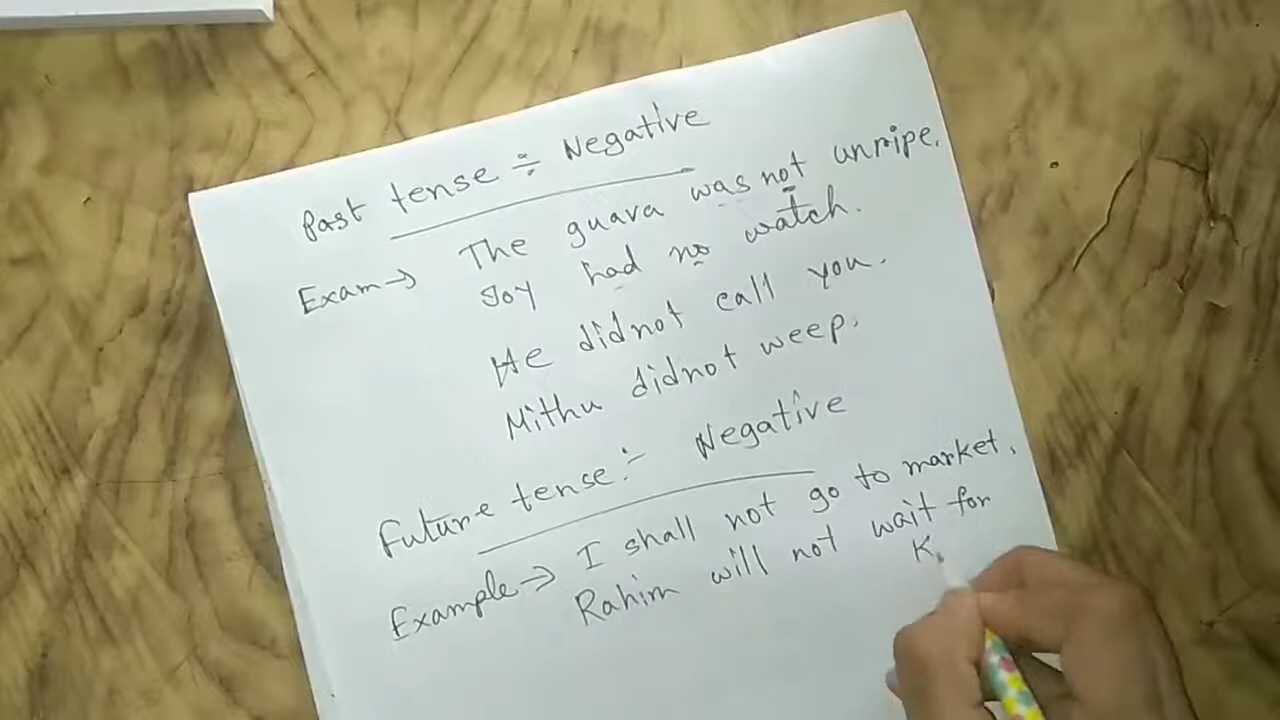 Past tense ÷ Negative
Exam→ The guava was not unripe.
Joy had no watch.
He didnot call you.
Mithu didnot weep.
Future tense:- Negative
Example→ I shall not go to market.
Rahim will not wait for
K